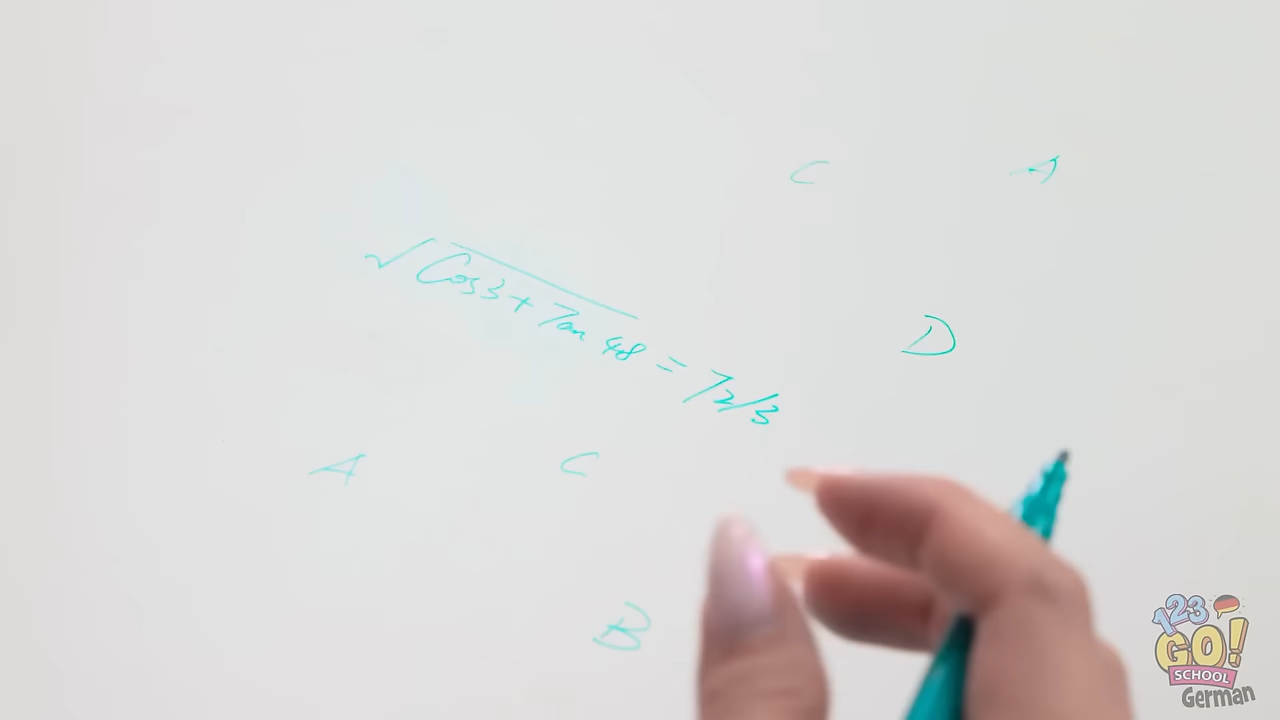 C A
√Cos3 + Tan 48 = 72/3
D
A C
B
123 GO!
SCHOOL
German